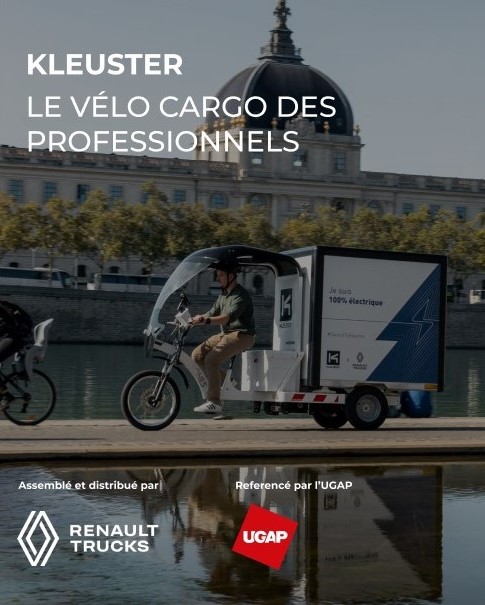 KLEUSTER
LE VÉLO CARGO DES
PROFESSIONNELS
Je suis
100% électrique
Assemblé et distribué par
Referencé par l'UGAP
RENAULT
TRUCKS
UGAP